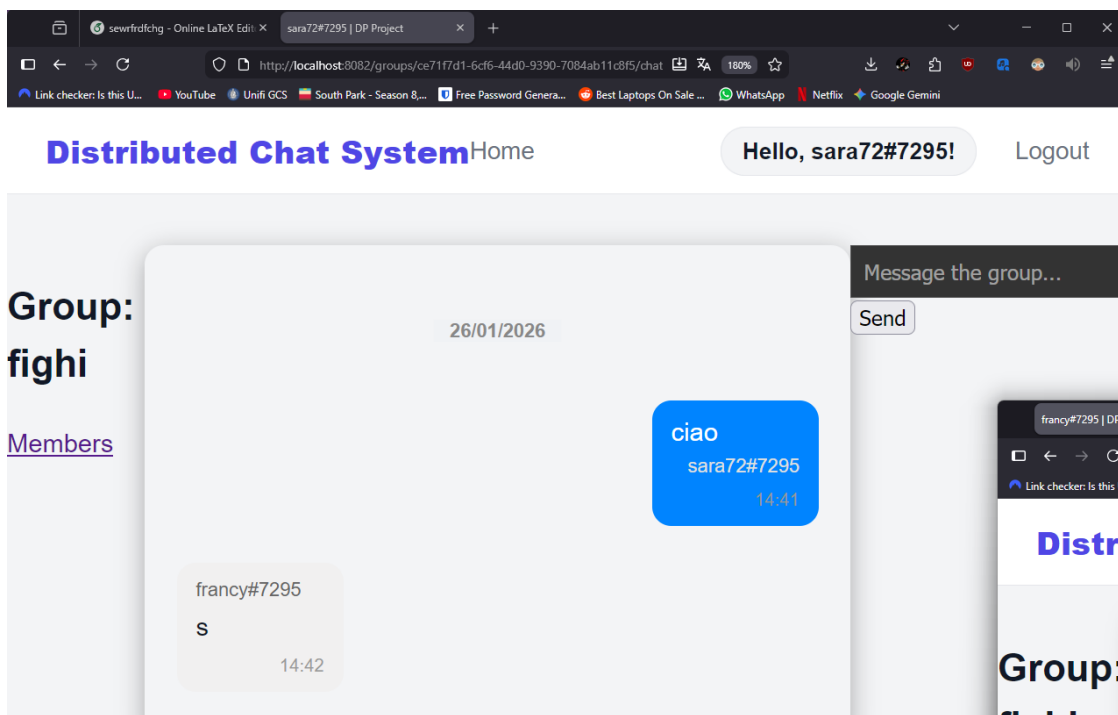 sewrfrdfchg - Online LaTeX Edit
sara72#7295 | DP Project
http://localhost:8082/groups/ce71f7d1-6cf6-44d0-9390-7084ab11c8f5/chat
180%
Link checker: Is this U...
YouTube
Unifi GCS
South Park - Season 8,...
Free Password Genera...
Best Laptops On Sale ...
WhatsApp
Netflix
Google Gemini
Distributed Chat System
Home
Hello, sara72#7295!
Logout
Group:
fighi
Members
26/01/2026
ciao
sara72#7295
14:41
francy#7295
s
14:42
Message the group...
Send
francy#7295 | DP
Link checker: Is this
Distr
Group: